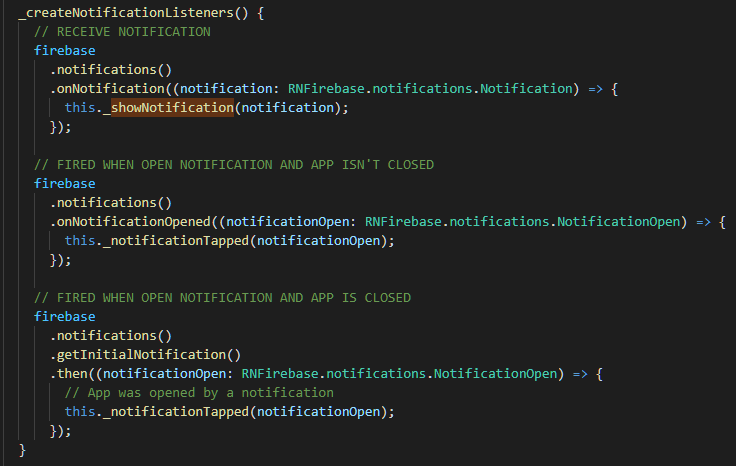 _createNotificationListeners() {
// RECEIVE NOTIFICATION
firebase
.notifications()
.onNotification((notification: RNFirebase.notifications.Notification) => {
this._showNotification(notification);
});
// FIRED WHEN OPEN NOTIFICATION AND APP ISN'T CLOSED
firebase
.notifications()
.onNotificationOpened((notificationOpen: RNFirebase.notifications.NotificationOpen) => {
this._notificationTapped(notificationOpen);
});
// FIRED WHEN OPEN NOTIFICATION AND APP IS CLOSED
firebase
.notifications()
.getInitialNotification()
.then((notificationOpen: RNFirebase.notifications.NotificationOpen) => {
// App was opened by a notification
this._notificationTapped(notificationOpen);
});
}